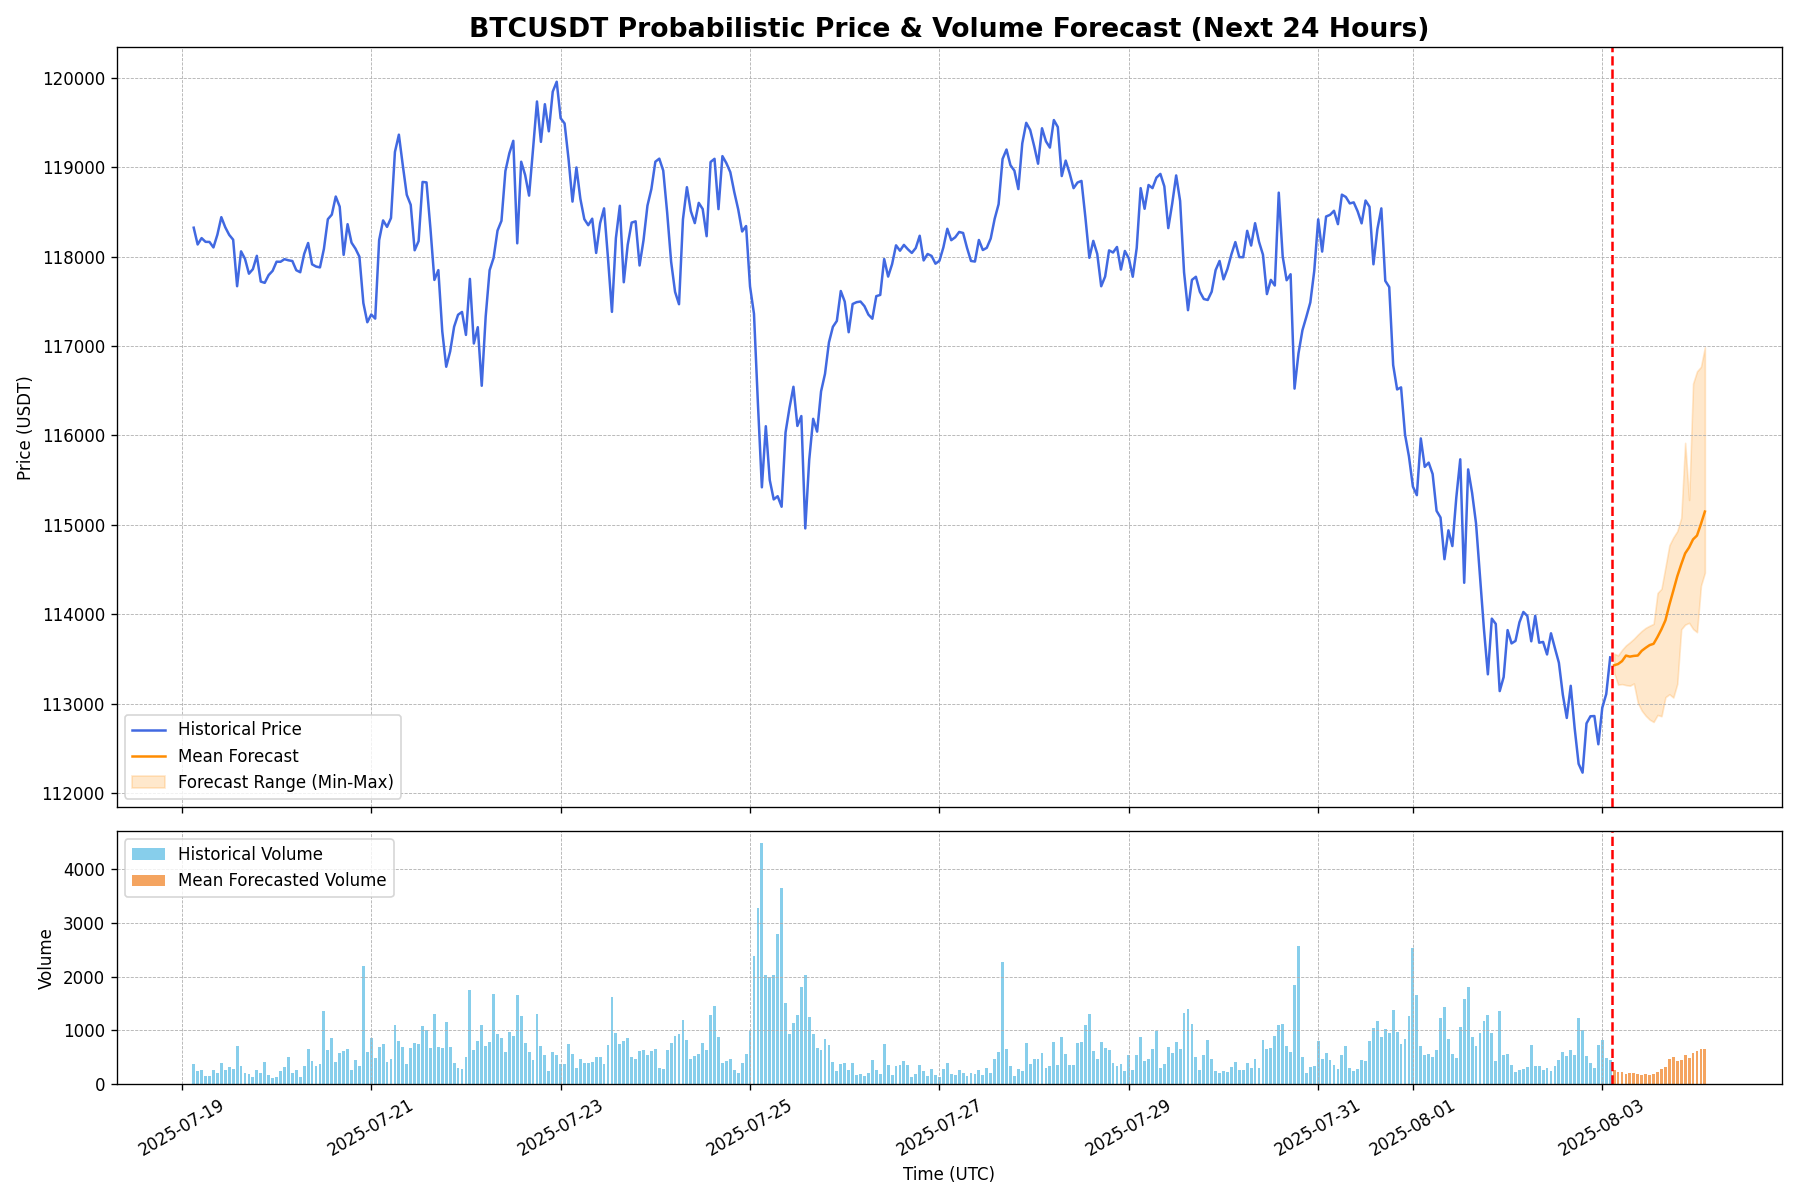 BTCUSDT Probabilistic Price & Volume Forecast (Next 24 Hours)
120000
119000
118000
117000
116000
115000
114000
113000
112000
Price (USDT)
Historical Price
Mean Forecast
Forecast Range (Min-Max)
Historical Volume
Mean Forecasted Volume
4000
3000
2000
1000
0
Volume
2025-07-19
2025-07-21
2025-07-23
2025-07-25
2025-07-27
2025-07-29
2025-07-31
2025-08-01
2025-08-03
Time (UTC)